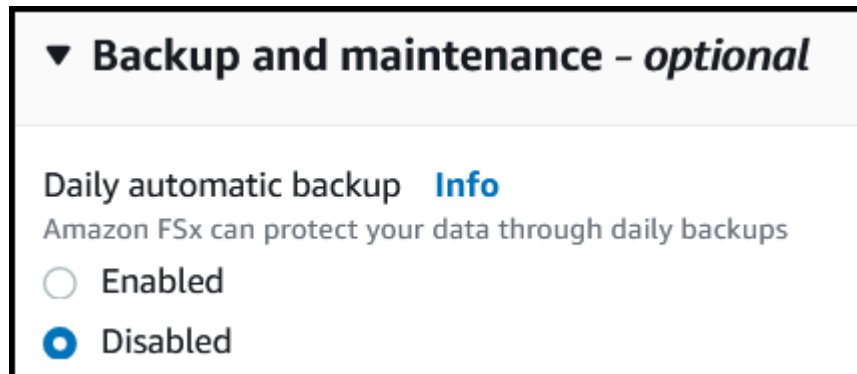 Backup and maintenance - optional
Daily automatic backup Info
Amazon FSx can protect your data through daily backups
Enabled
Disabled